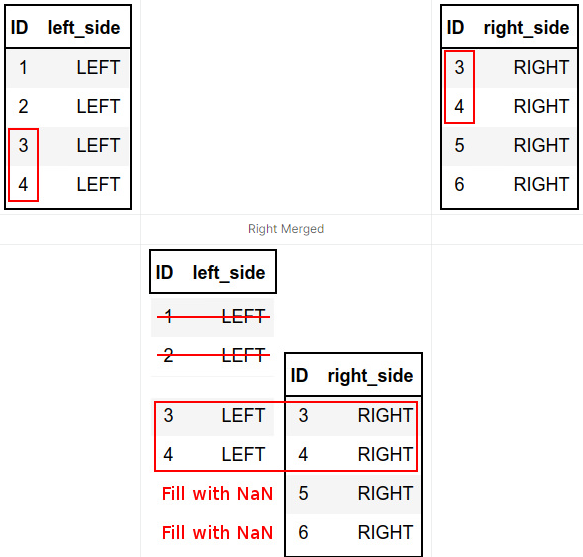 ID left_side ID right_side
1 LEFT 3 RIGHT
2 LEFT 4 RIGHT
3 LEFT 5 RIGHT
4 LEFT 6 RIGHT
Right Merged
ID left_side
1 LEFT
2 LEFT
ID right_side
3 LEFT 3 RIGHT
4 LEFT 4 RIGHT
Fill with NaN 5 RIGHT
Fill with NaN 6 RIGHT